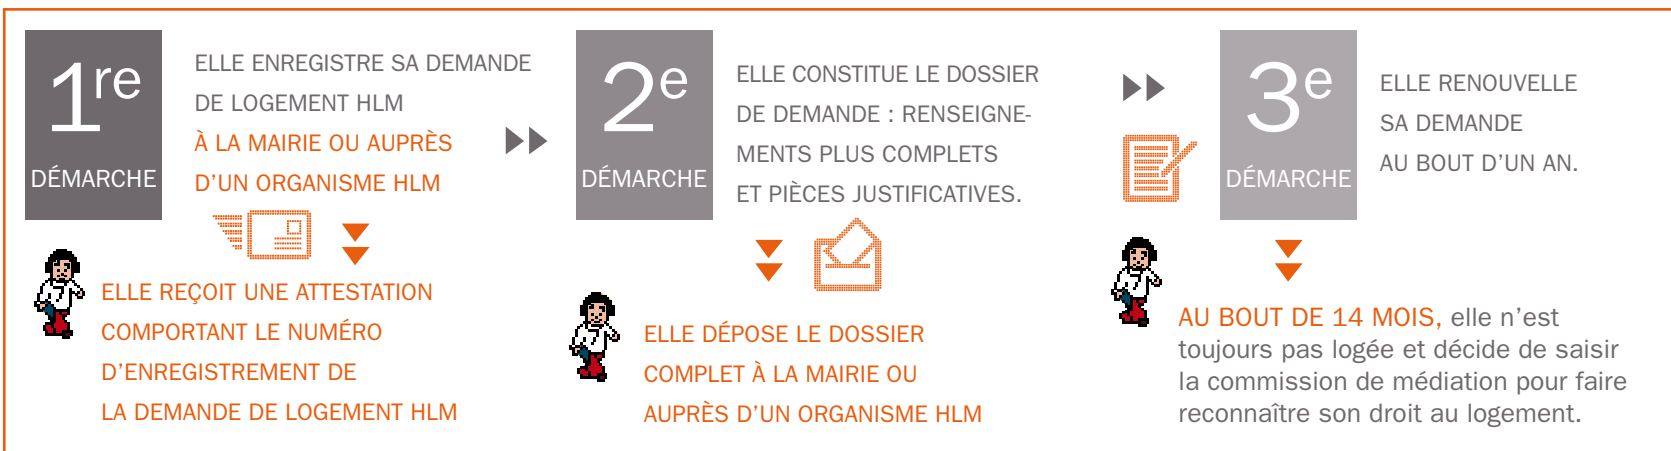 1re
DÉMARCHE
ELLE ENREGISTRE SA DEMANDE
DE LOGEMENT HLM
À LA MAIRIE OU AUPRÈS
D’UN ORGANISME HLM
ELLE REÇOIT UNE ATTESTATION
COMPORTANT LE NUMÉRO
D’ENREGISTREMENT DE
LA DEMANDE DE LOGEMENT HLM
2e
DÉMARCHE
ELLE CONSTITUE LE DOSSIER
DE DEMANDE : RENSEIGNE-
MENTS PLUS COMPLETS
ET PIÈCES JUSTIFICATIVES.
ELLE DÉPOSE LE DOSSIER
COMPLET À LA MAIRIE OU
AUPRÈS D’UN ORGANISME HLM
3e
DÉMARCHE
ELLE RENOUVELLE
SA DEMANDE
AU BOUT D’UN AN.
AU BOUT DE 14 MOIS, elle n’est
toujours pas logée et décide de saisir
la commission de médiation pour faire
reconnaître son droit au logement.